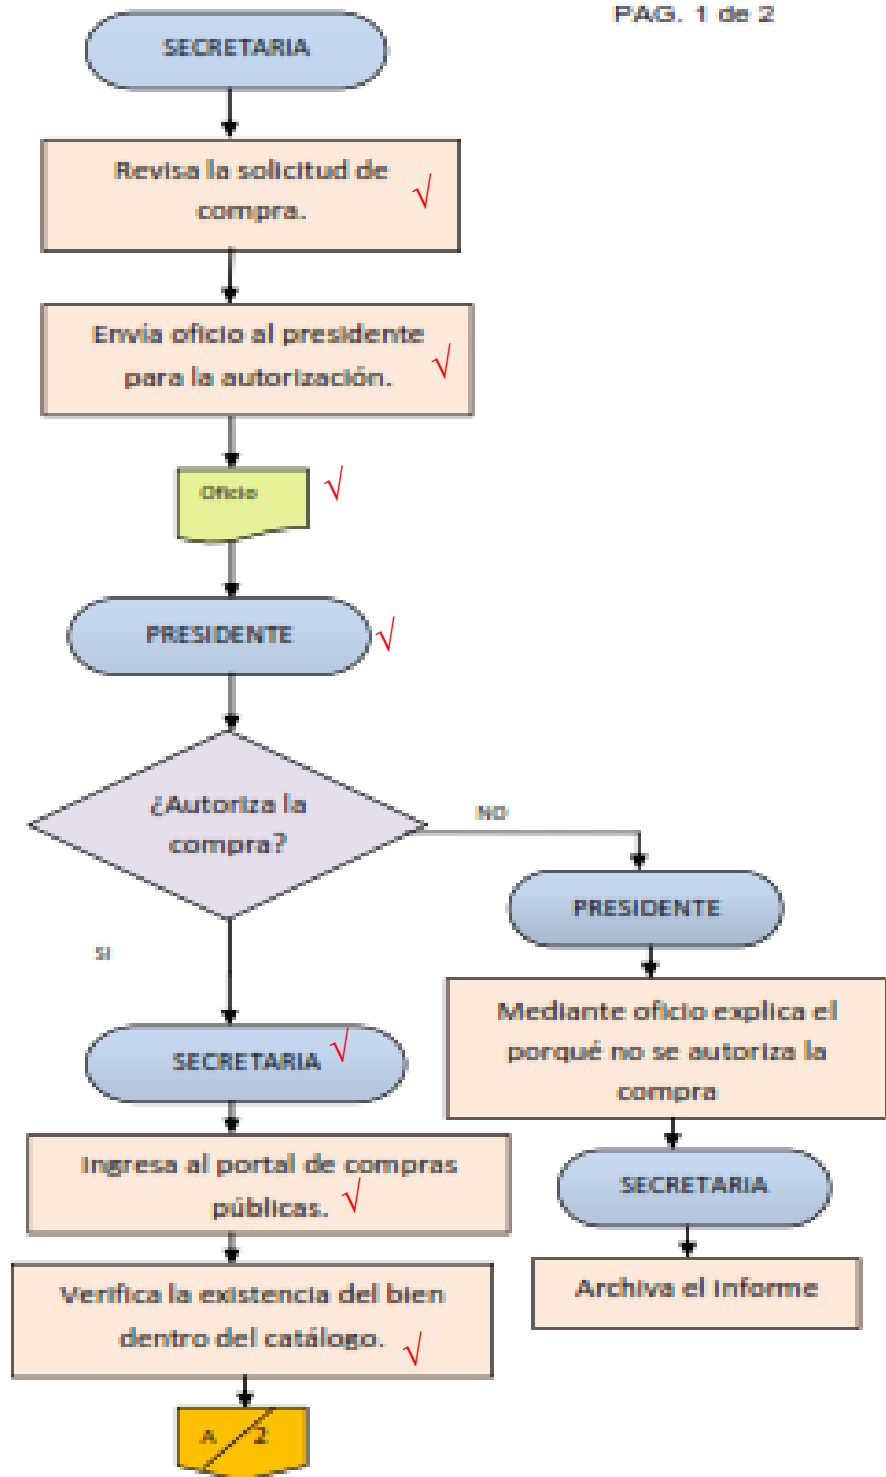 PAG. 1 de 2
SECRETARIA
Revisa la solicitud de
compra. √
Envía oficio al presidente
para la autorización. √
Oficio √
PRESIDENTE √
¿Autoriza la
compra?
NO
SI
PRESIDENTE
Mediante oficio explica el
porqué no se autoriza la
compra
SECRETARIA √
Ingresa al portal de compras
públicas. √
SECRETARIA
Archiva el Informe
Verifica la existencia del bien
dentro del catálogo. √
A 2